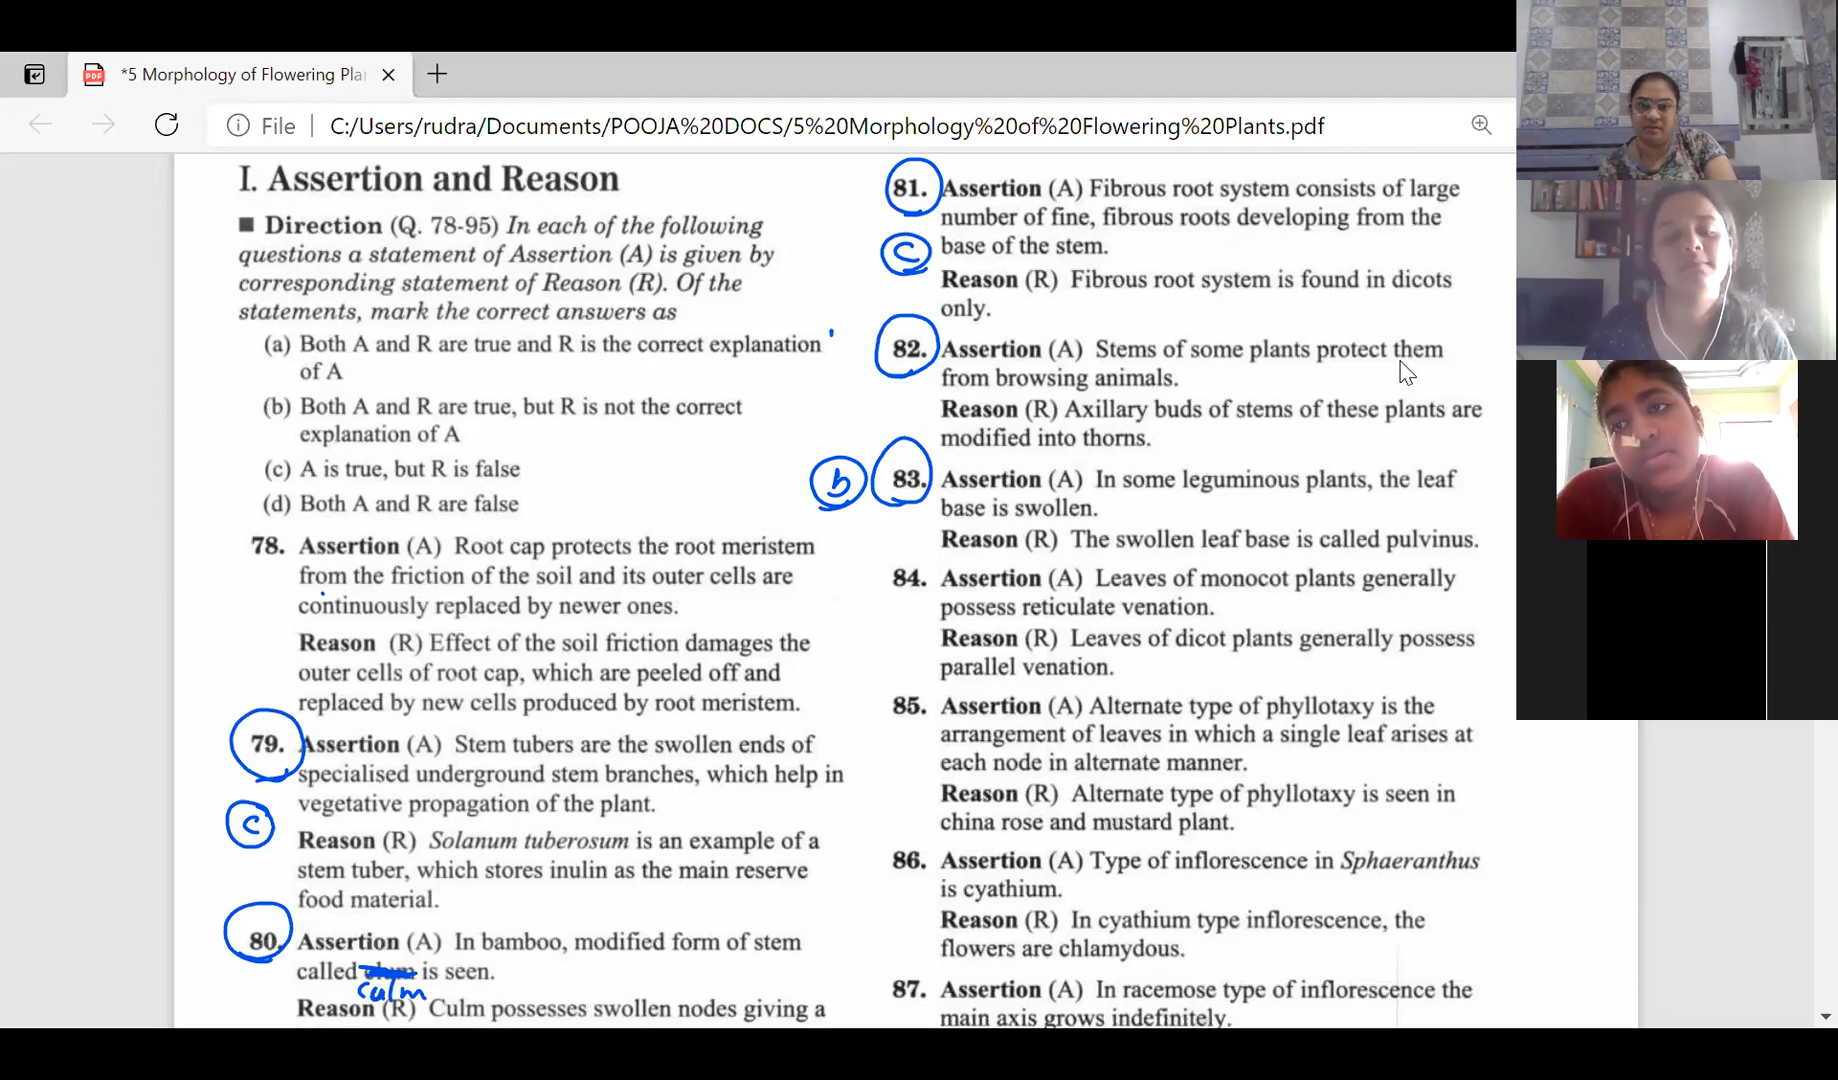 *5 Morphology of Flowering Pla
File
C:/Users/rudra/Documents/POOJA%20DOCS/5%20Morphology%20of%20Flowering%20Plants.pdf
I. Assertion and Reason
■ Direction (Q. 78-95) In each of the following
questions a statement of Assertion (A) is given by
corresponding statement of Reason (R). Of the
statements, mark the correct answers as
(a) Both A and R are true and R is the correct explanation
of A
(b) Both A and R are true, but R is not the correct
explanation of A
(c) A is true, but R is false
(d) Both A and R are false
78. Assertion (A) Root cap protects the root meristem
from the friction of the soil and its outer cells are
continuously replaced by newer ones.
Reason (R) Effect of the soil friction damages the
outer cells of root cap, which are peeled off and
replaced by new cells produced by root meristem.
79. Assertion (A) Stem tubers are the swollen ends of
specialised underground stem branches, which help in
vegetative propagation of the plant.
c
Reason (R) Solanum tuberosum is an example of a
stem tuber, which stores inulin as the main reserve
food material.
80. Assertion (A) In bamboo, modified form of stem
called is seen.
culm
Reason (R) Culm possesses swollen nodes giving a
81. Assertion (A) Fibrous root system consists of large
number of fine, fibrous roots developing from the
base of the stem.
c
Reason (R) Fibrous root system is found in dicots
only.
82. Assertion (A) Stems of some plants protect them
from browsing animals.
Reason (R) Axillary buds of stems of these plants are
modified into thorns.
b
83. Assertion (A) In some leguminous plants, the leaf
base is swollen.
Reason (R) The swollen leaf base is called pulvinus.
84. Assertion (A) Leaves of monocot plants generally
possess reticulate venation.
Reason (R) Leaves of dicot plants generally possess
parallel venation.
85. Assertion (A) Alternate type of phyllotaxy is the
arrangement of leaves in which a single leaf arises at
each node in alternate manner.
Reason (R) Alternate type of phyllotaxy is seen in
china rose and mustard plant.
86. Assertion (A) Type of inflorescence in Sphaeranthus
is cyathium.
Reason (R) In cyathium type inflorescence, the
flowers are chlamydous.
87. Assertion (A) In racemose type of inflorescence the
main axis grows indefinitely.